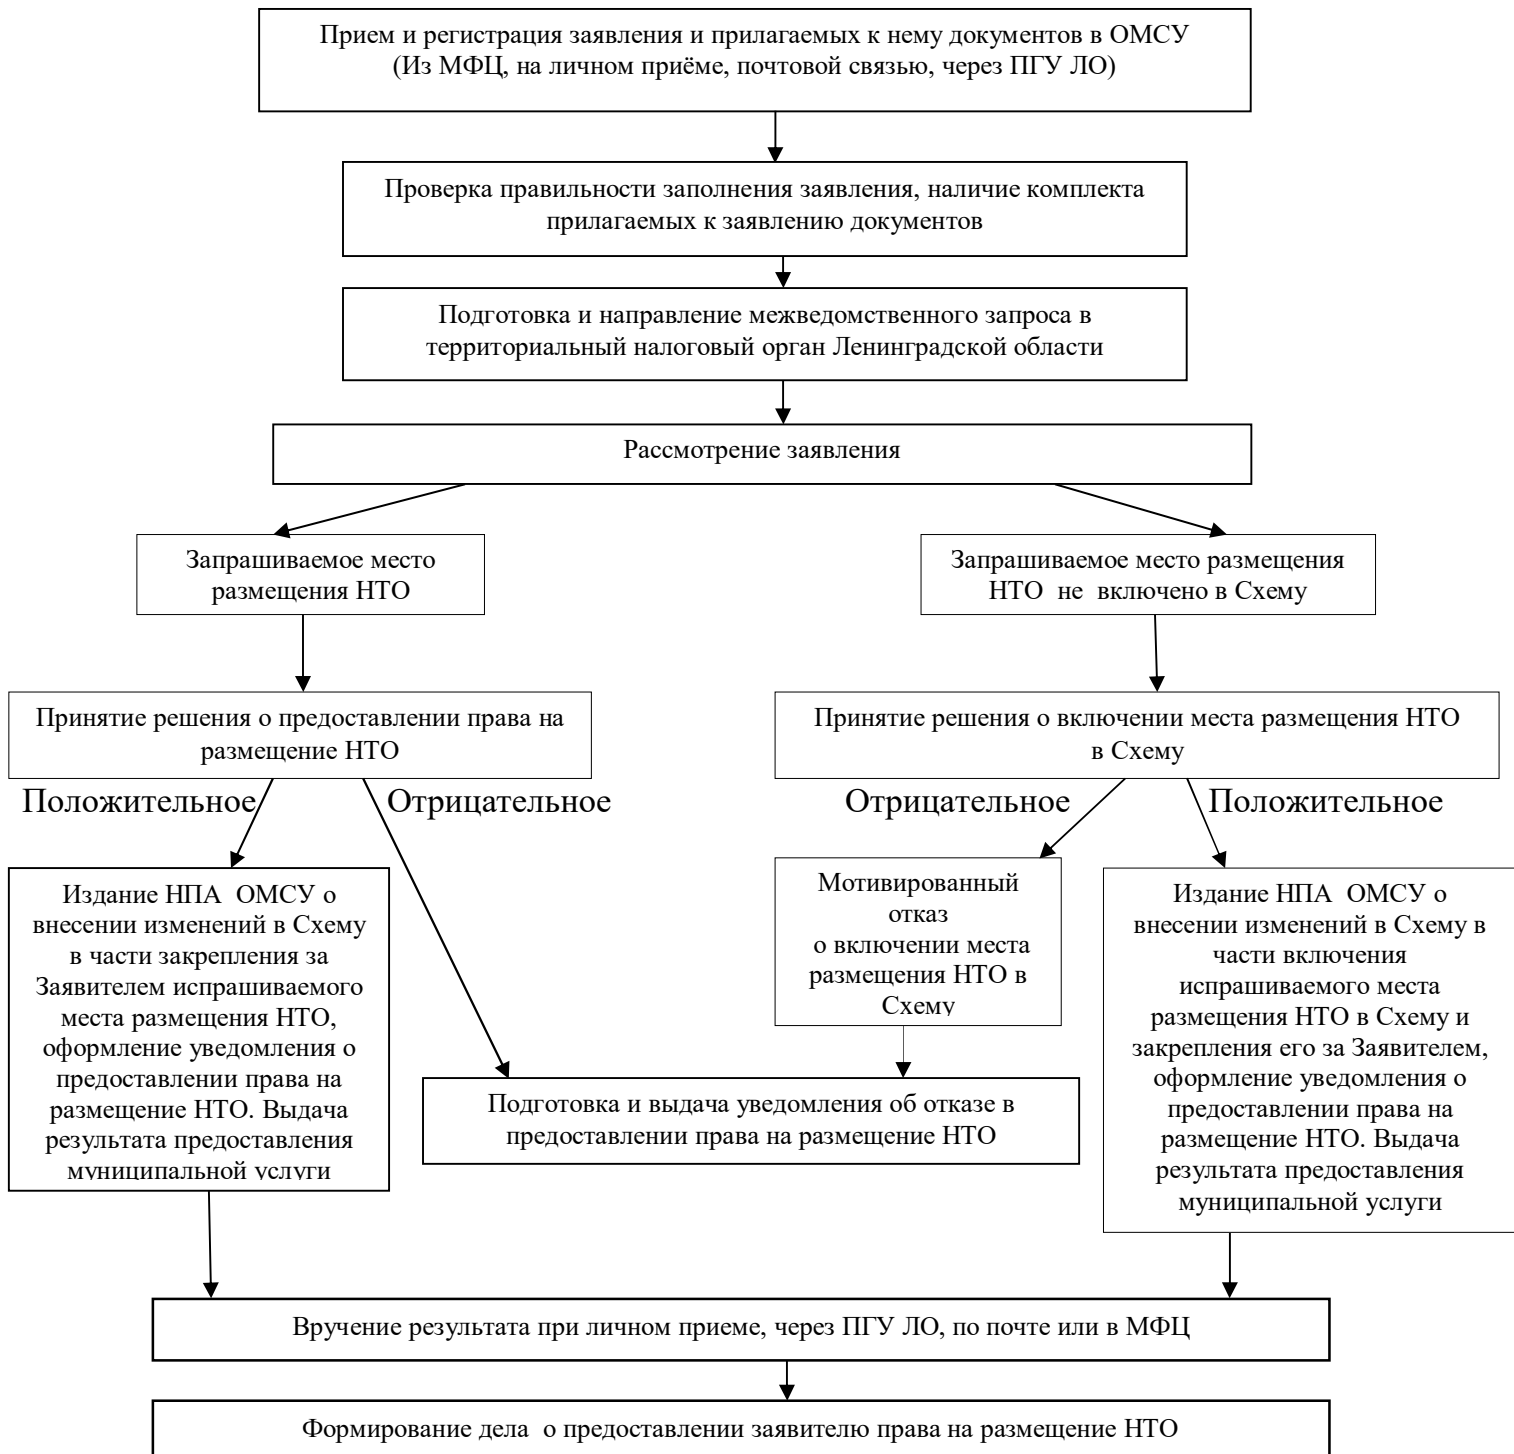 Прием и регистрация заявления и прилагаемых к нему документов в ОМСУ
(Из МФЦ, на личном приёме, почтовой связью, через ПГУ ЛО)
Проверка правильности заполнения заявления, наличие комплекта
прилагаемых к заявлению документов
Подготовка и направление межведомственного запроса в
территориальный налоговый орган Ленинградской области
Рассмотрение заявления
Запрашиваемое место
размещения НТО
Запрашиваемое место размещения
НТО не включено в Схему
Принятие решения о предоставлении права на
размещение НТО
Принятие решения о включении места размещения НТО
в Схему
Положительное
Отрицательное
Отрицательное
Положительное
Издание НПА ОМСУ о
внесении изменений в Схему
в части закрепления за
Заявителем испрашиваемого
места размещения НТО,
оформление уведомления о
предоставлении права на
размещение НТО. Выдача
результата предоставления
муниципальной услуги
Мотивированный
отказ
о включении места
размещения НТО в
Схему
Издание НПА ОМСУ о
внесении изменений в Схему в
части включения
испрашиваемого места
размещения НТО в Схему и
закрепления его за Заявителем,
оформление уведомления о
предоставлении права на
размещение НТО. Выдача
результата предоставления
муниципальной услуги
Подготовка и выдача уведомления об отказе в
предоставлении права на размещение НТО
Вручение результата при личном приеме, через ПГУ ЛО, по почте или в МФЦ
Формирование дела о предоставлении заявителю права на размещение НТО